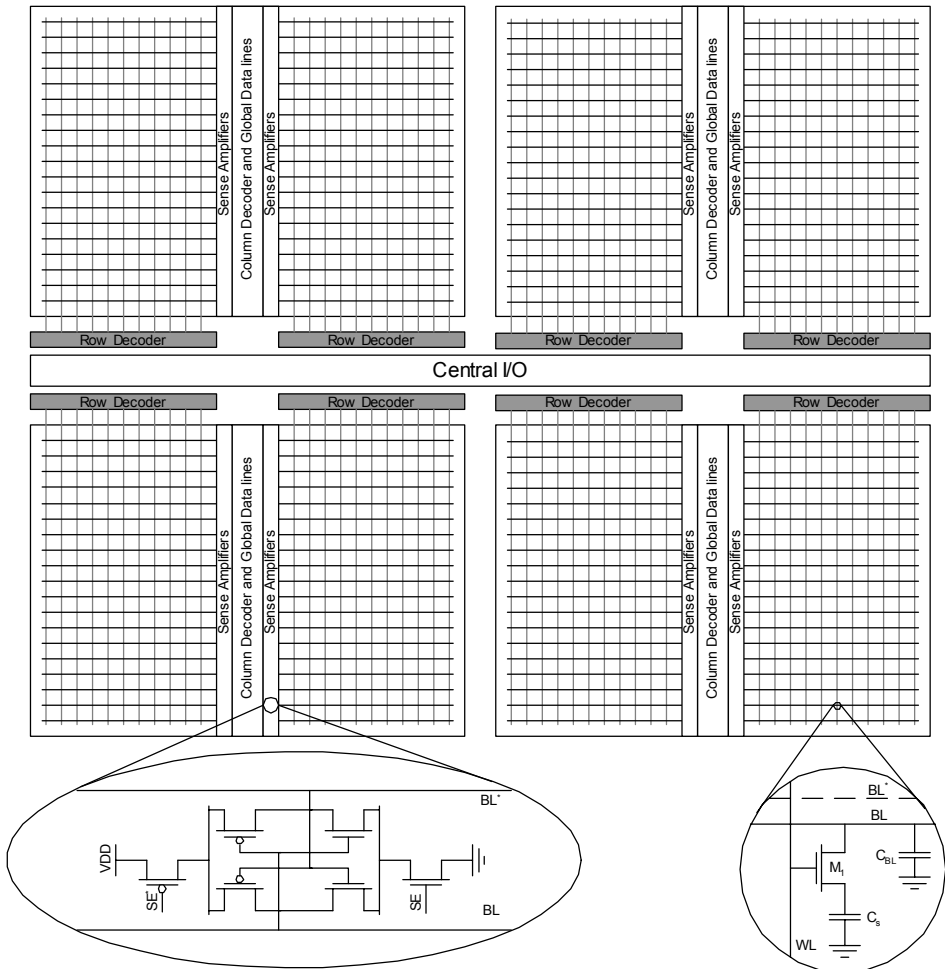 Sense Amplifiers
Column Decoder and Global Data lines
Sense Amplifiers
Sense Amplifiers
Column Decoder and Global Data lines
Sense Amplifiers
Row Decoder
Row Decoder
Row Decoder
Row Decoder
Central I/O
Row Decoder
Row Decoder
Row Decoder
Row Decoder
Sense Amplifiers
Column Decoder and Global Data lines
Sense Amplifiers
Sense Amplifiers
Column Decoder and Global Data lines
Sense Amplifiers
BL*
VDD
SE*
SE
BL
BL*
BL
M1
CBL
Cs
WL